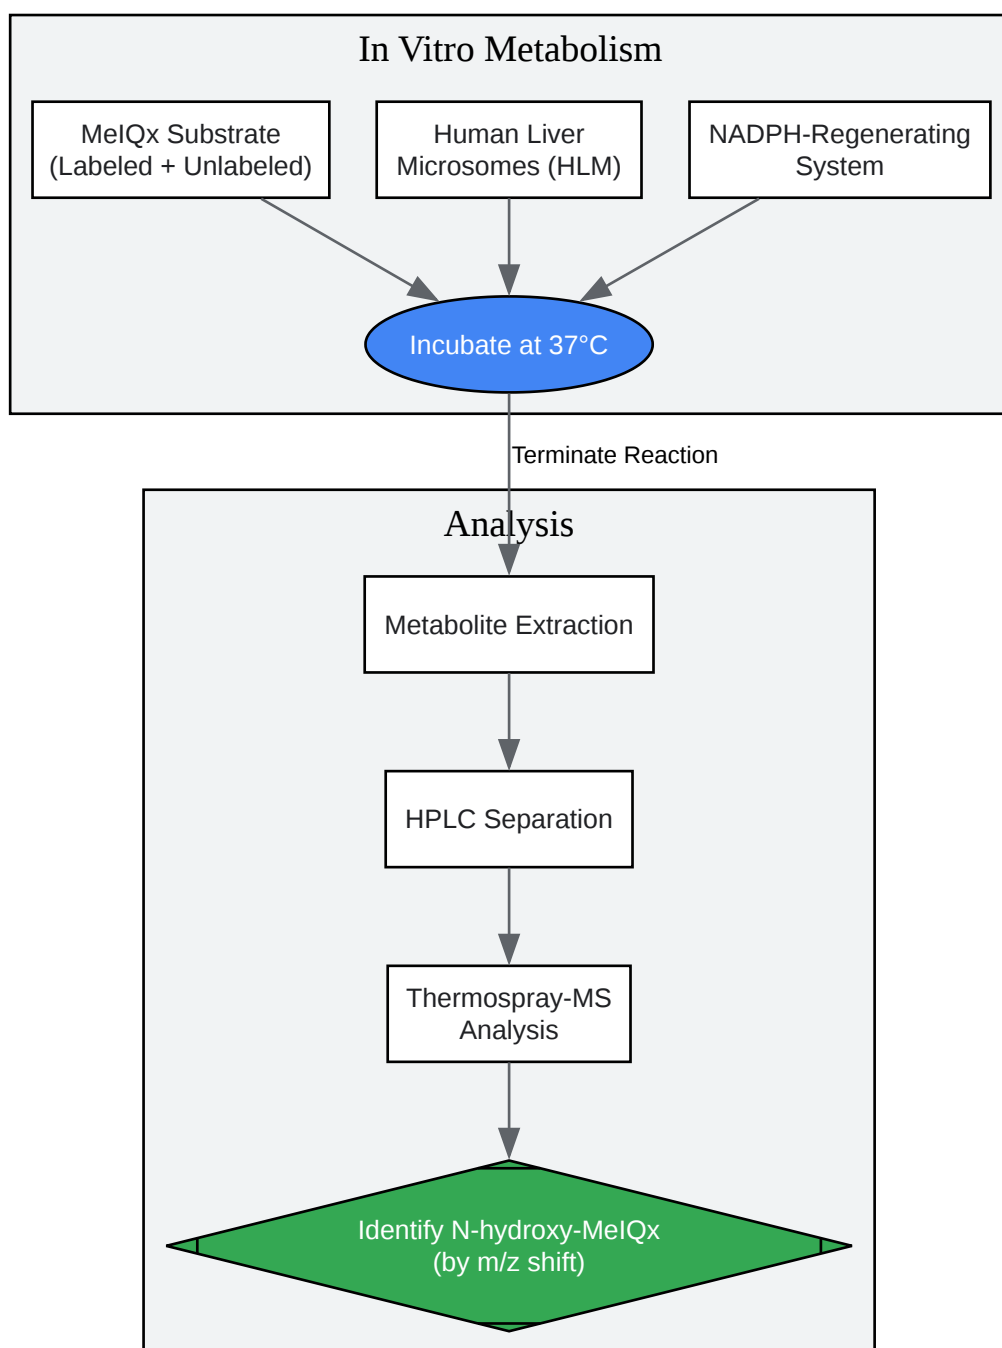 In Vitro Metabolism
MeIQx Substrate
(Labeled + Unlabeled)
Human Liver
Microsomes (HLM)
NADPH-Regenerating
System
Incubate at 37°C
Terminate Reaction
Analysis
Metabolite Extraction
HPLC Separation
Thermospray-MS
Analysis
Identify N-hydroxy-MeIQx
(by m/z shift)